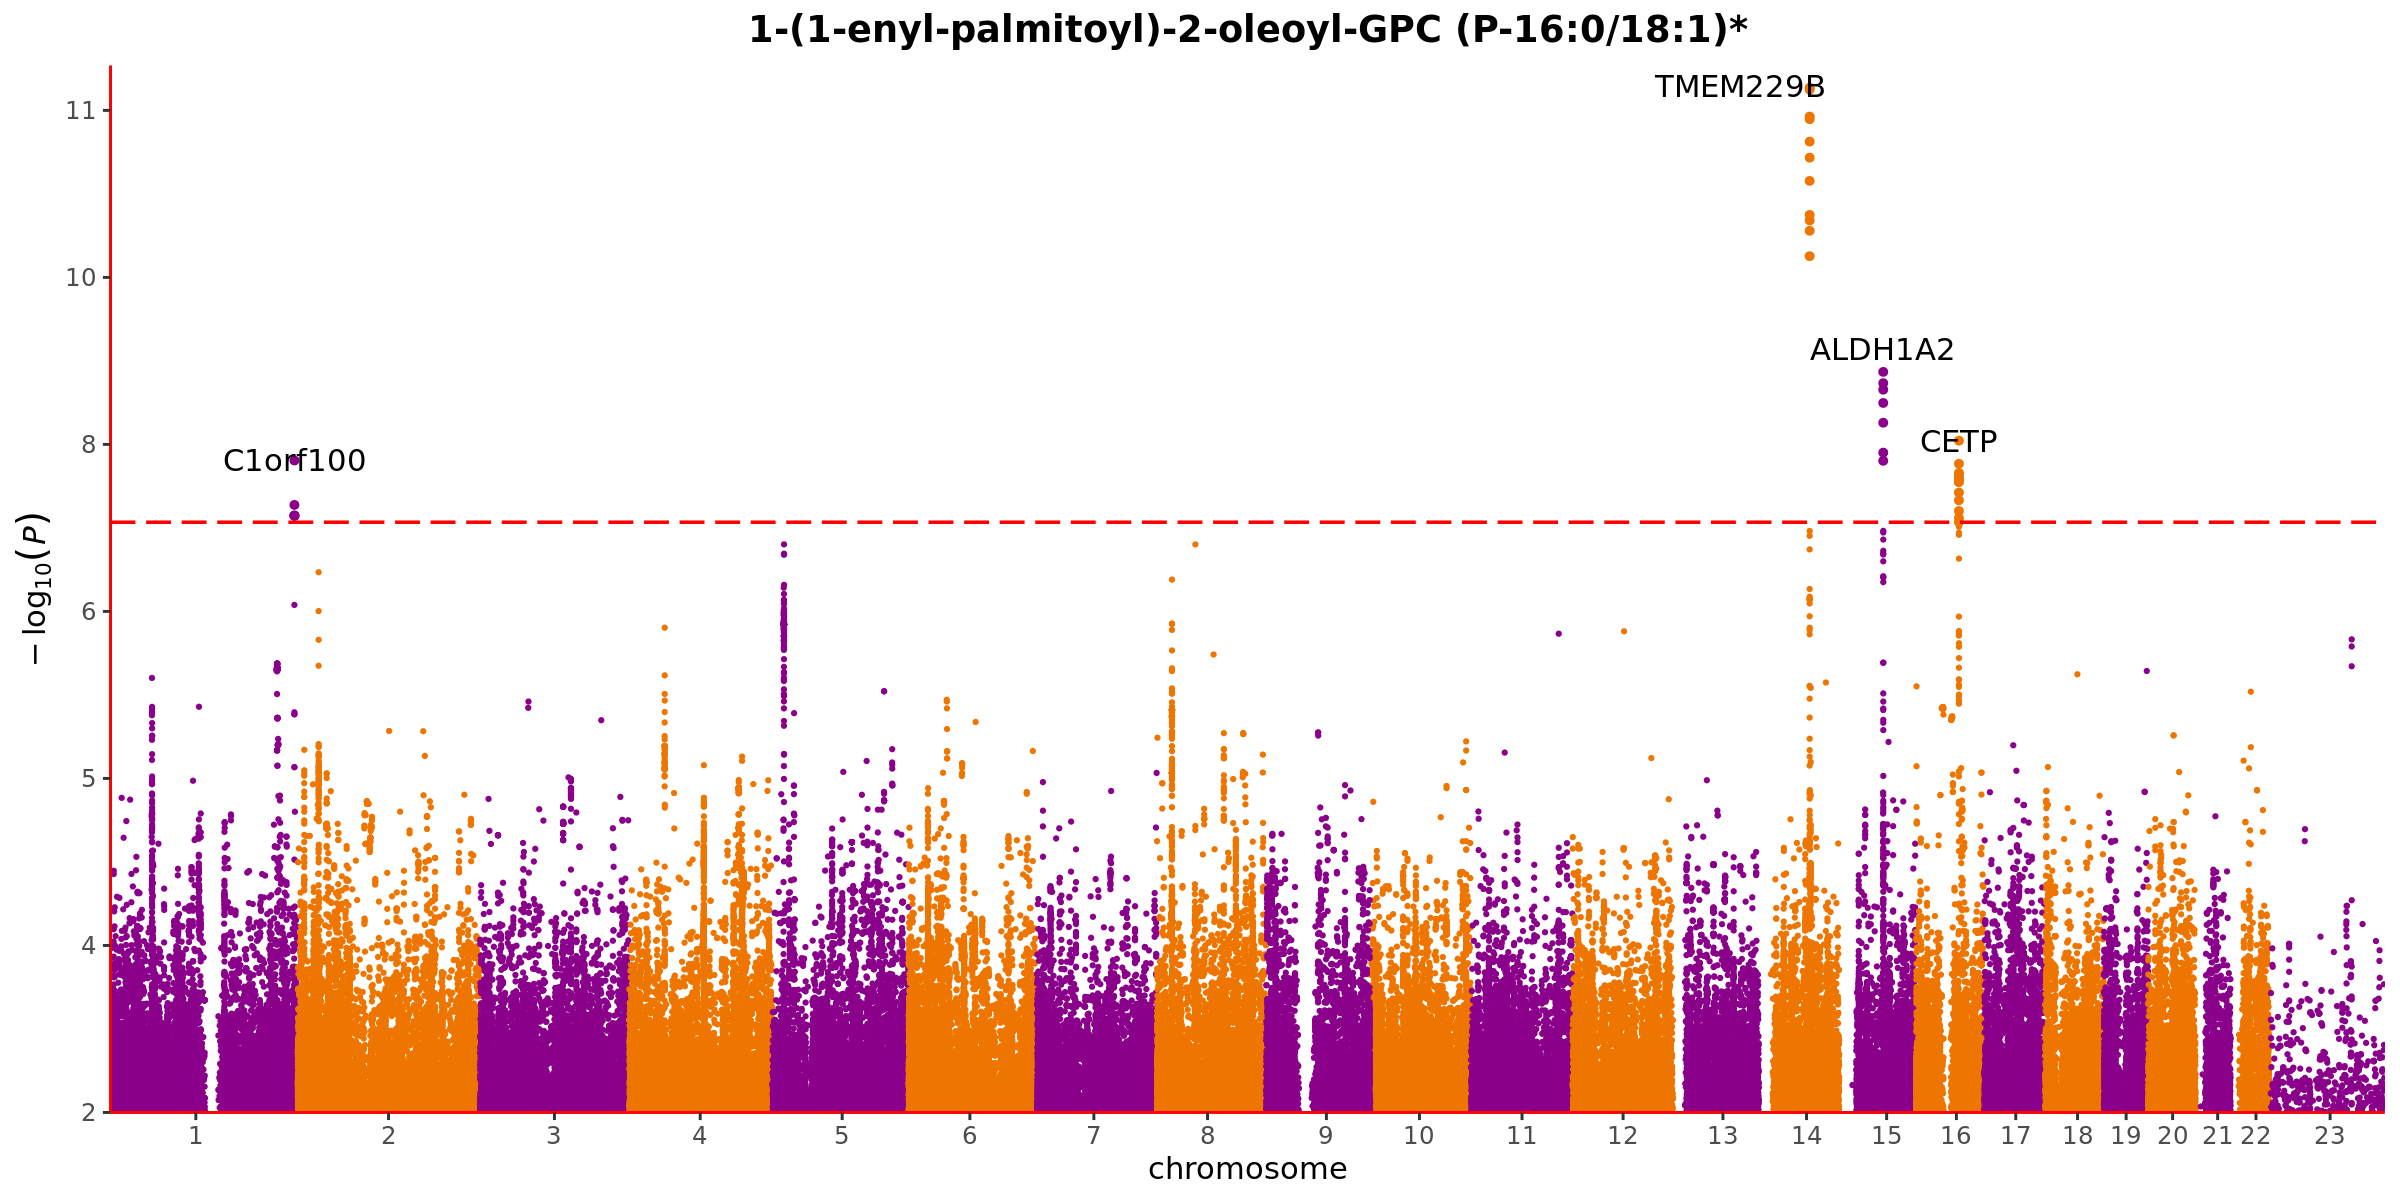 1-(1-enyl-palmitoyl)-2-oleoyl-GPC (P-16:0/18:1)*
TMEM229B
11
10
ALDH1A2
CETP
8
C1orf100
− log₁₀(P)
6
5
4
2
1 2 3 4 5 6 7 8 9 10 11 12 13 14 15 16 17 18 19 20 21 22 23
chromosome